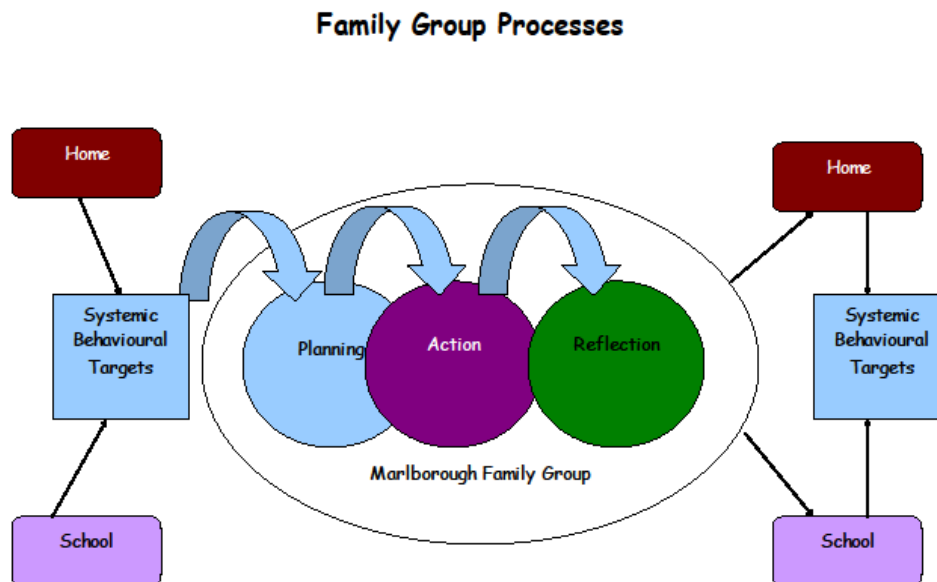 Family Group Processes
Home
Home
Systemic
Behavioural
Targets
Planning
Action
Reflection
Systemic
Behavioural
Targets
Marlborough Family Group
School
School